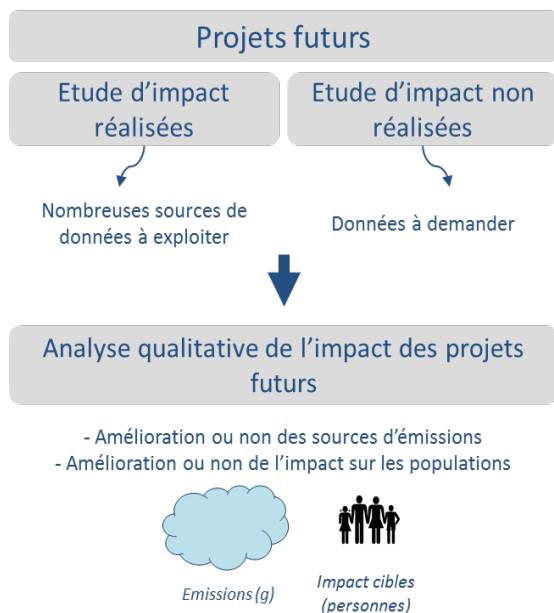 Projets futurs
Etude d'impact
réalisées
Etude d'impact non
réalisées
Nombreuses sources de
données à exploiter
Données à demander
Analyse qualitative de l'impact des projets
futurs
- Amélioration ou non des sources d'émissions
- Amélioration ou non de l'impact sur les populations
Emissions (g)
Impact cibles
(personnes)